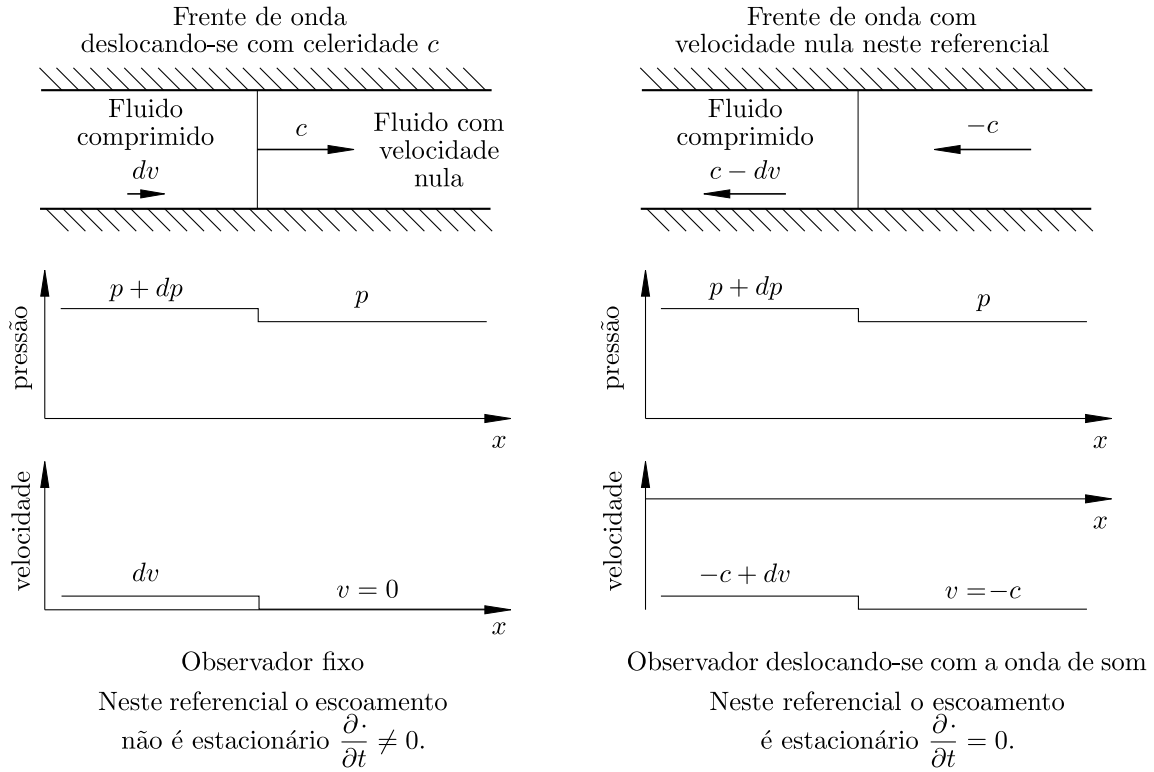 Frente de onda
deslocando-se com celeridade c
Fluido
comprimido
dv
c
Fluido com
velocidade
nula
pressão
p + dp
p
x
velocidade
dv
v = 0
x
Observador fixo
Neste referencial o escoamento
não é estacionário ∂·/∂t ≠ 0.
Frente de onda com
velocidade nula neste referencial
Fluido
comprimido
c − dv
−c
pressão
p + dp
p
x
velocidade
x
−c + dv
v = −c
Observador deslocando-se com a onda de som
Neste referencial o escoamento
é estacionário ∂·/∂t = 0.